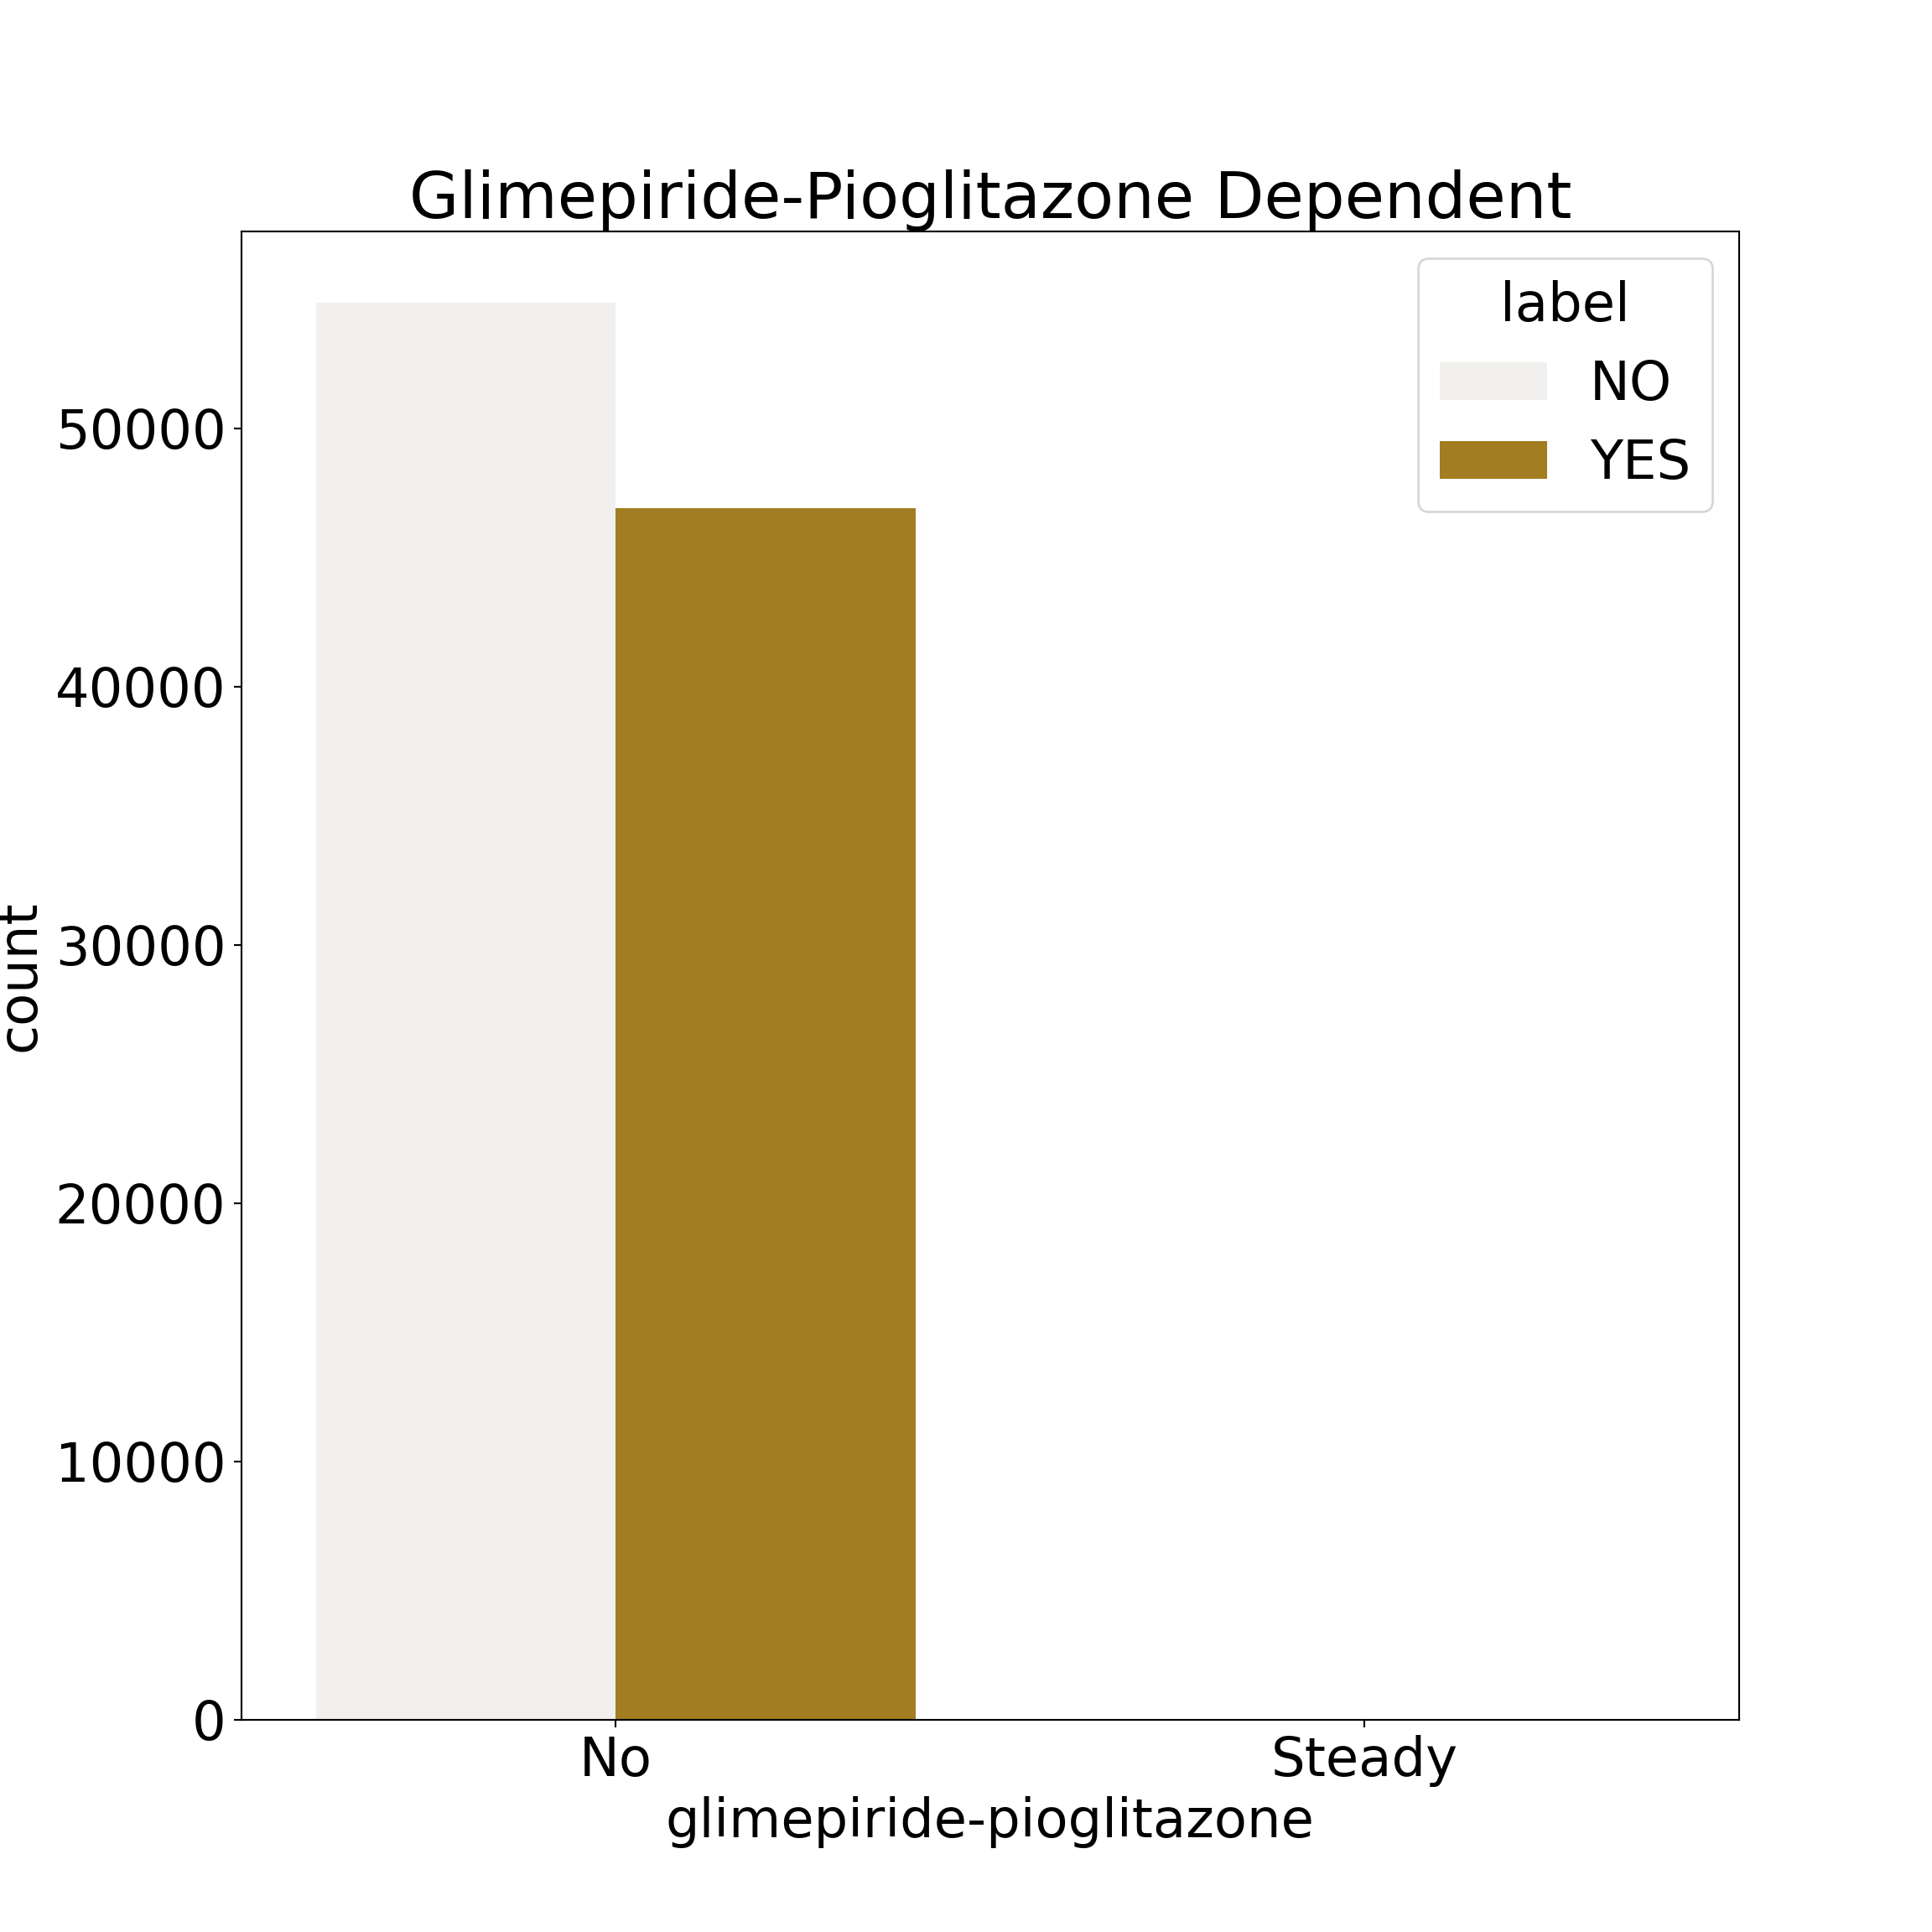 Glimepiride-Pioglitazone Dependent
label
NO
YES
50000
40000
30000
20000
10000
0
count
No
Steady
glimepiride-pioglitazone